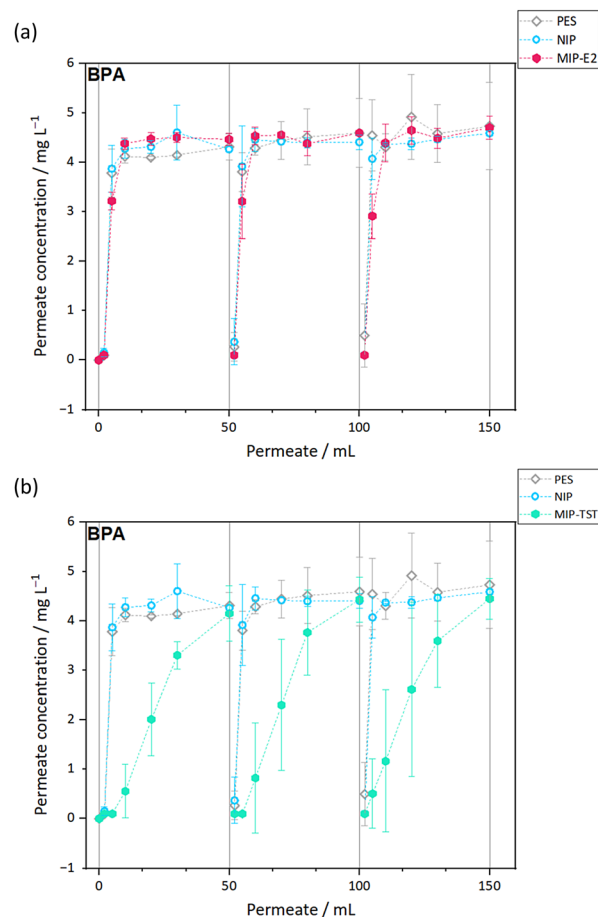 (a)
PES
NIP
MIP-E2
BPA
6
5
4
3
2
1
0
−1
Permeate concentration / mg L⁻¹
0
50
100
150
Permeate / mL
(b)
PES
NIP
MIP-TST
BPA
6
5
4
3
2
1
0
−1
Permeate concentration / mg L⁻¹
0
50
100
150
Permeate / mL